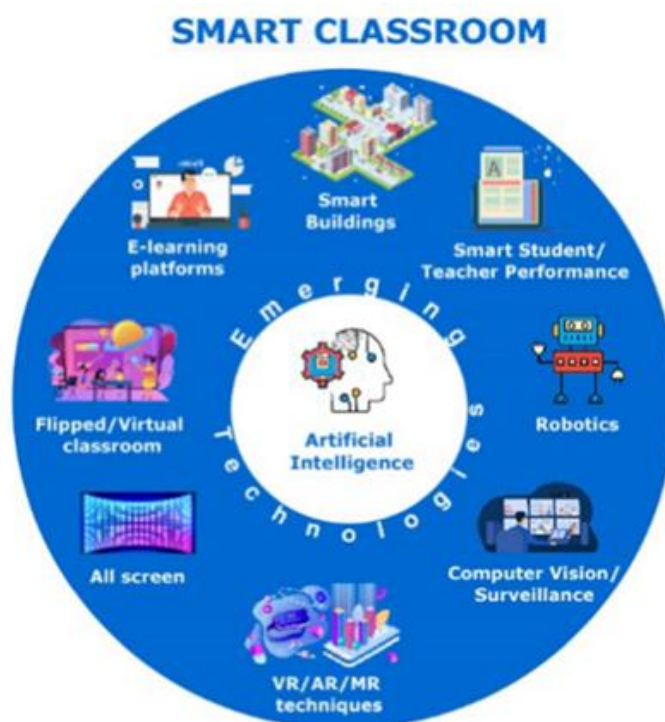 SMART CLASSROOM
Smart
Buildings
E-learning
platforms
Smart Student/
Teacher Performance
A
Emerging
Flipped/Virtual
classroom
Artificial
Intelligence
Robotics
Technologies
All screen
Computer Vision/
Surveillance
VR/AR/MR
techniques